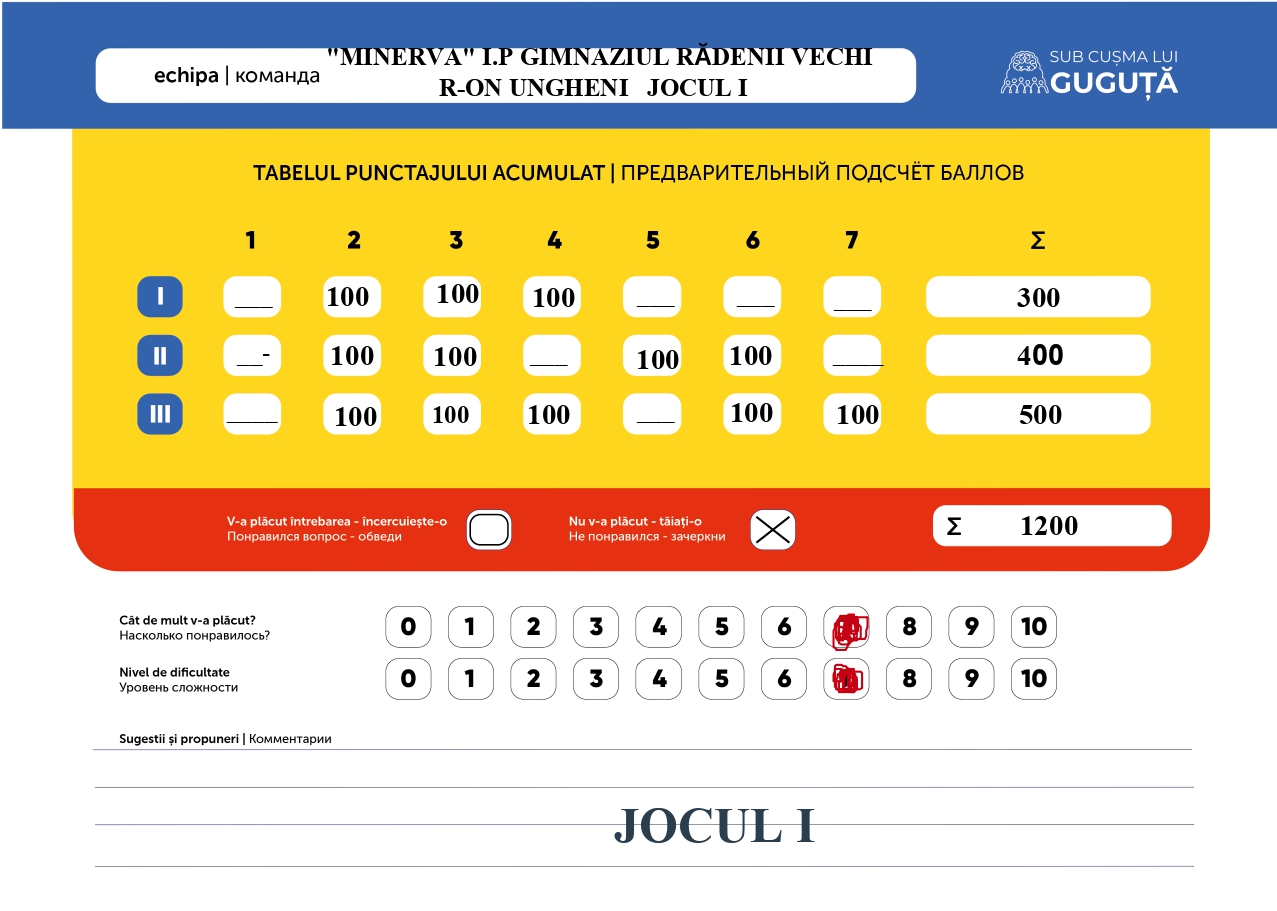 "MINERVA" I.P GIMNAZIUL RĂDENII VECHI
echipa | команда
R-ON UNGHENI JOCUL I
SUB CUȘMA LUI
GUGUȚĂ
TABELUL PUNCTAJULUI ACUMULAT | ПРЕДВАРИТЕЛЬНЫЙ ПОДСЧЁТ БАЛЛОВ
1 2 3 4 5 6 7 Σ
I ___ 100 100 100 ___ ___ ___ 300
II __- 100 100 ___ 100 100 ____ 400
III ____ 100 100 100 ___ 100 100 500
V-a plăcut întrebarea - încercuiește-o
Понравился вопрос - обведи
Nu v-a plăcut - tăiați-o
Не понравился - зачеркни
Σ 1200
Cât de mult v-a plăcut?
Насколько понравилось?
0 1 2 3 4 5 6 8 9 10
Nivel de dificultate
Уровень сложности
0 1 2 3 4 5 6 8 9 10
Sugestii și propuneri | Комментарии
JOCUL I